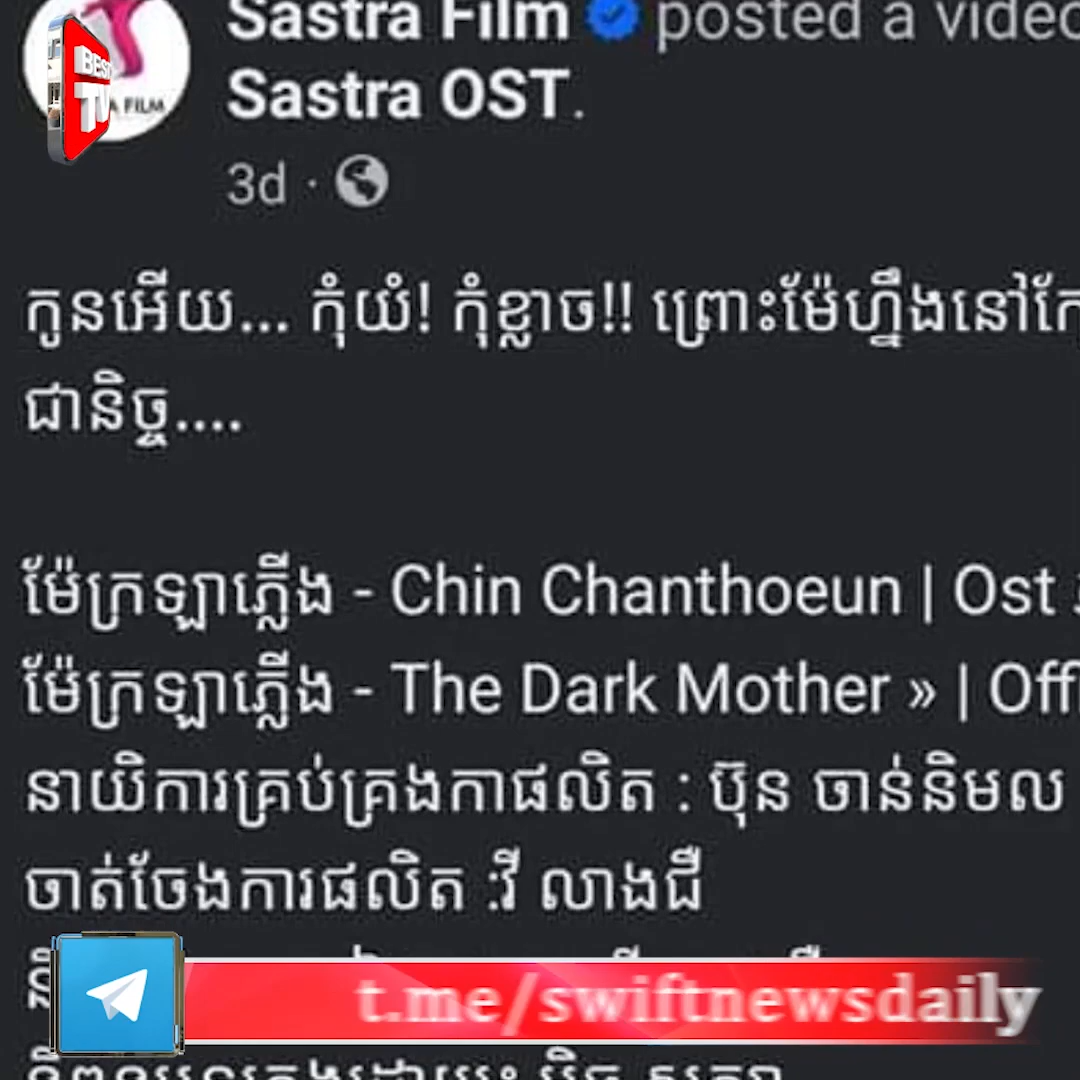 Sastra Film posted a video
Sastra OST.
BEST TV
A FILM
3d ·
កូនអើយ... កុំយំ! កុំខ្លាច!! ព្រោះម៉ែហ្នឹងនៅក្បែ
ជានិច្ច....
ម៉ែក្រឡាភ្លើង - Chin Chanthoeun | Ost
ម៉ែក្រឡាភ្លើង - The Dark Mother » | Offi
នាយិការគ្រប់គ្រងកាផលិត : ប៊ុន ចាន់និមល
ចាត់ចែងការផលិត :វី លាងជឺ
t.me/swiftnewsdaily